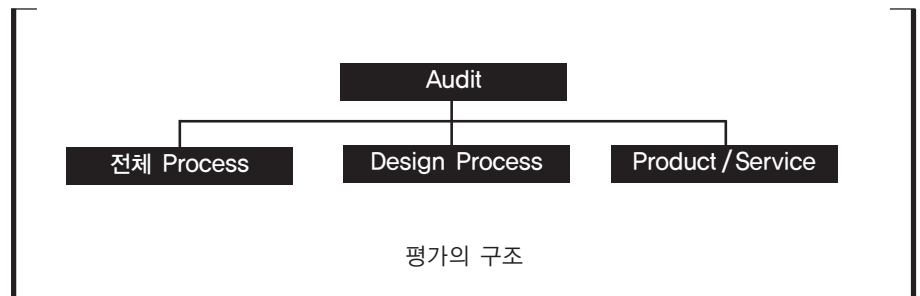 Audit
전체 Process
Design Process
Product / Service
평가의 구조